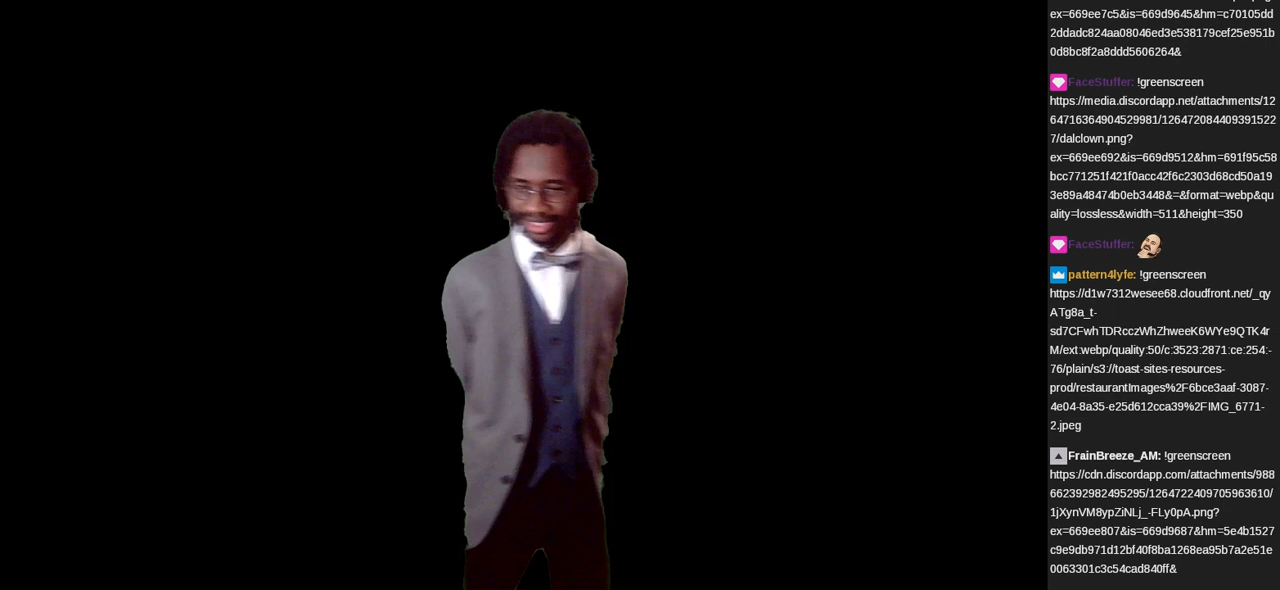 ex=669ee7c5&is=669d9645&hm=c70105dd
2ddadc824aa08046ed3e538179cef25e951b
0d8bc8f2a8ddd5606264&
FaceStuffer: !greenscreen
https://media.discordapp.net/attachments/12
64716364904529981/126472084409391522
7/dalclown.png?
ex=669ee692&is=669d9512&hm=691f95c58
bcc771251f421f0acc42f6c2303d68cd50a19
3e89a48474b0eb3448&=&format=webp&qu
ality=lossless&width=511&height=350
FaceStuffer:
pattern4lyfe: !greenscreen
https://d1w7312wesee68.cloudfront.net/_qy
ATg8a_t-
sd7CFwhTDRcczWhZhweeK6WYe9QTK4r
M/ext:webp/quality:50/c:3523:2871:ce:254:-
76/plain/s3://toast-sites-resources-
prod/restaurantImages%2F6bce3aaf-3087-
4e04-8a35-e25d612cca39%2FIMG_6771-
2.jpeg
FrainBreeze_AM: !greenscreen
https://cdn.discordapp.com/attachments/988
662392982495295/1264722409705963610/
1jXynVM8ypZiNLj_-FLy0pA.png?
ex=669ee807&is=669d9687&hm=5e4b1527
c9e9db971d12bf40f8ba1268ea95b7a2e51e
0063301c3c54cad840ff&